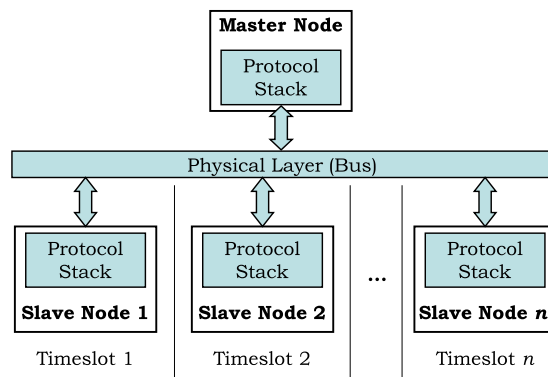 Master Node
Protocol
Stack
Physical Layer (Bus)
Protocol
Stack
Slave Node 1
Timeslot 1
Protocol
Stack
Slave Node 2
Timeslot 2
...
Protocol
Stack
Slave Node n
Timeslot n